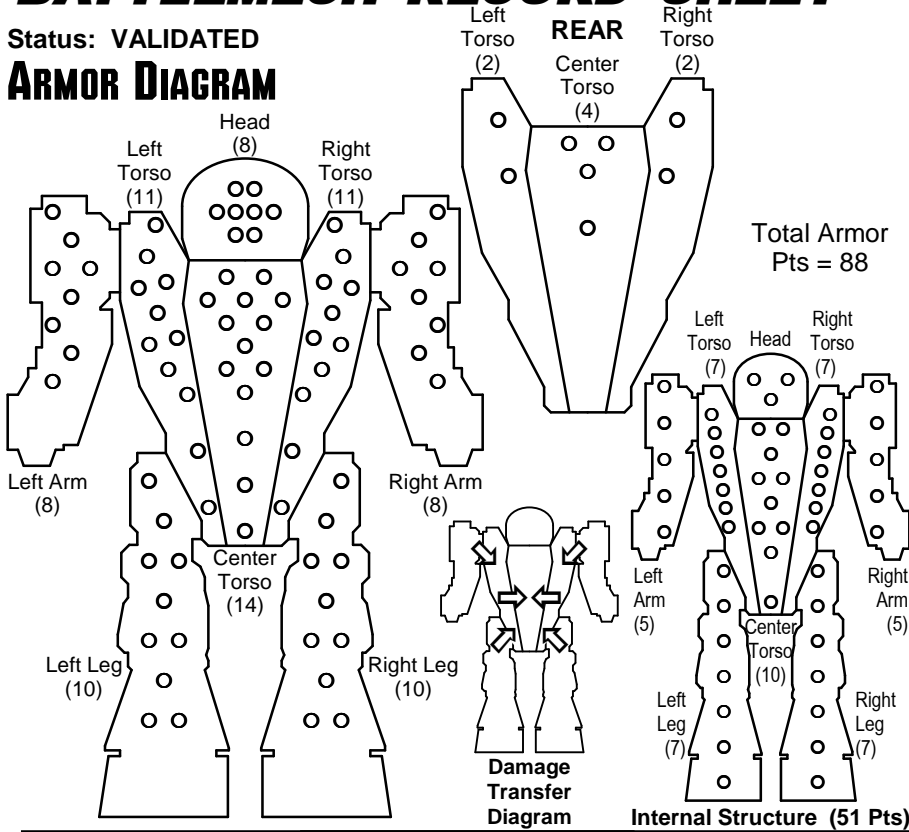 BATTLEMECH RECORD SHEET
Status: VALIDATED
ARMOR DIAGRAM
Left
Torso
(11)
Head
(8)
Right
Torso
(11)
Left Arm
(8)
Right Arm
(8)
Center
Torso
(14)
Left Leg
(10)
Right Leg
(10)
Left
Torso
(2)
REAR
Center
Torso
(4)
Right
Torso
(2)
Total Armor
Pts = 88
Left
Torso
(7)
Head
Right
Torso
(7)
Left
Arm
(5)
Right
Arm
(5)
Center
Torso
(10)
Left
Leg
(7)
Right
Leg
(7)
Damage
Transfer
Diagram
Internal Structure (51 Pts)